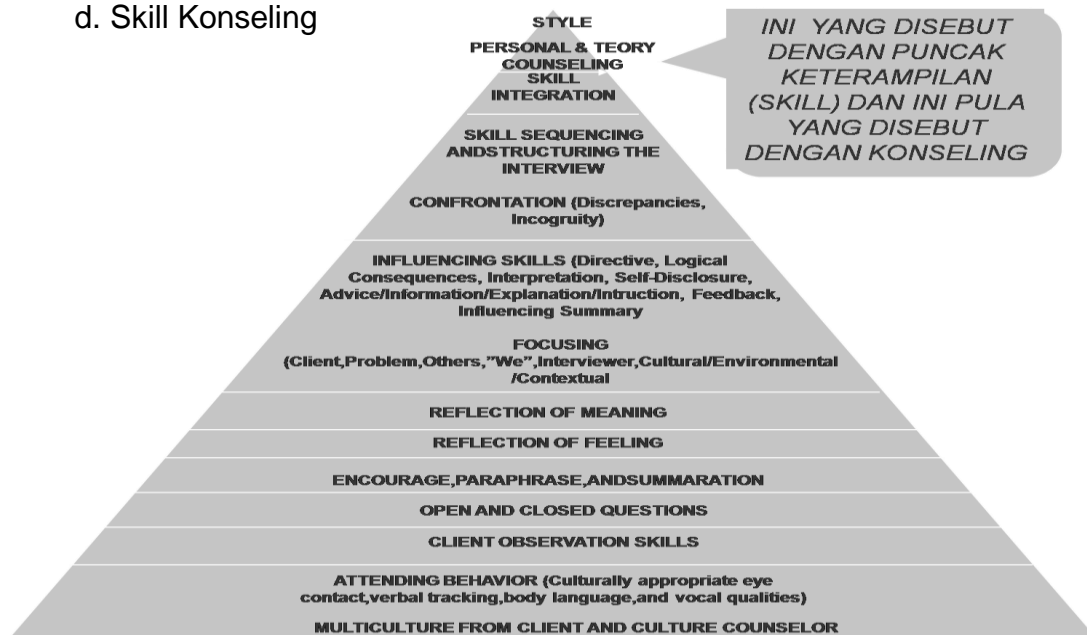 d. Skill Konseling
STYLE
PERSONAL & TEORY
COUNSELING
SKILL
INTEGRATION
INI YANG DISEBUT
DENGAN PUNCAK
KETERAMPILAN
(SKILL) DAN INI PULA
YANG DISEBUT
DENGAN KONSELING
SKILL SEQUENCING
ANDSTRUCTURING THE
INTERVIEW
CONFRONTATION (Discrepancies,
Incogruity)
INFLUENCING SKILLS (Directive, Logical
Consequences, Interpretation, Self-Disclosure,
Advice/Information/Explanation/Intruction, Feedback,
Influencing Summary
FOCUSING
(Client,Problem,Others,"We",Interviewer,Cultural/Environmental
/Contextual
REFLECTION OF MEANING
REFLECTION OF FEELING
ENCOURAGE,PARAPHRASE,ANDSUMMARATION
OPEN AND CLOSED QUESTIONS
CLIENT OBSERVATION SKILLS
ATTENDING BEHAVIOR (Culturally appropriate eye
contact,verbal tracking,body language,and vocal qualities)
MULTICULTURE FROM CLIENT AND CULTURE COUNSELOR